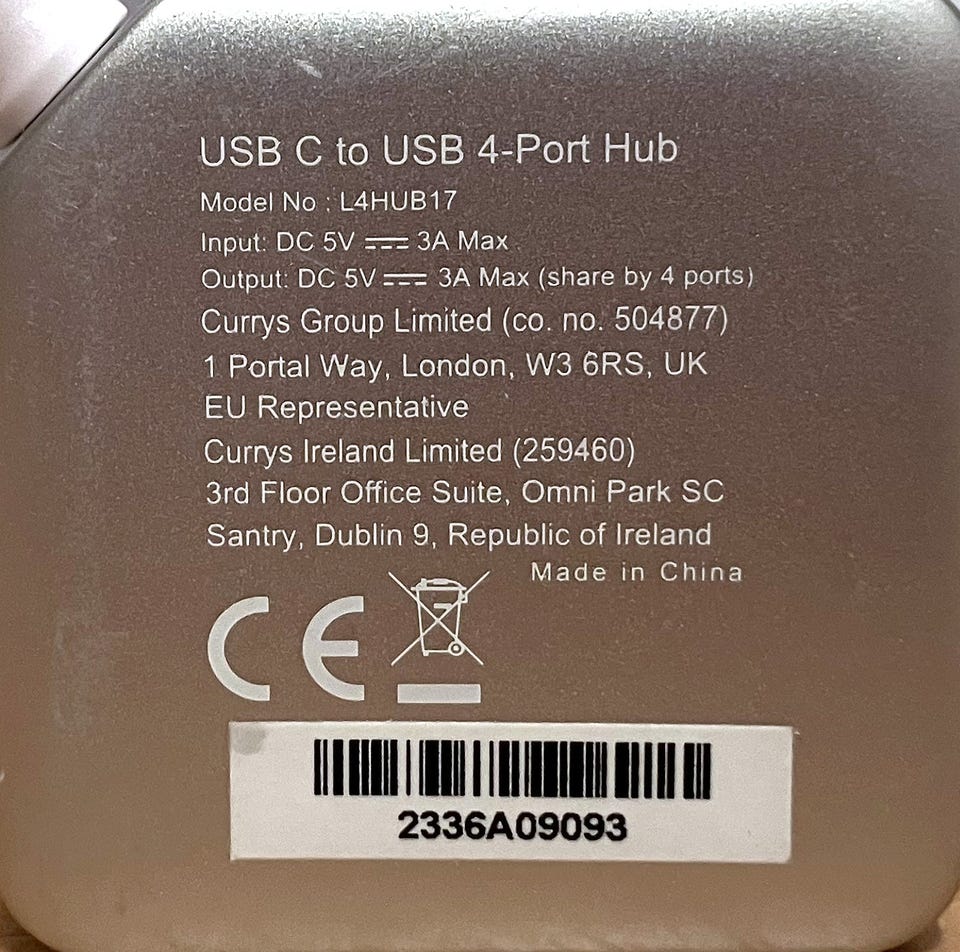 USB C to USB 4-Port Hub
Model No : L4HUB17
Input: DC 5V ⎓ 3A Max
Output: DC 5V ⎓ 3A Max (share by 4 ports)
Currys Group Limited (co. no. 504877)
1 Portal Way, London, W3 6RS, UK
EU Representative
Currys Ireland Limited (259460)
3rd Floor Office Suite, Omni Park SC
Santry, Dublin 9, Republic of Ireland
Made in China
CE
2336A09093